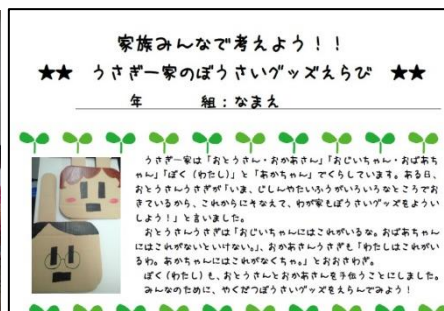 家族みんなで考えよう！！
★★ うさぎ一家のぼうさいグッズえらび ★★
年 組：なまえ
うさぎ一家は「おとうさん・おかあさん」「おじいちゃん・おばあち
ゃん」「ぼく（わたし）」と「あかちゃん」でくらしています。ある日、
おとうさんうさぎが「いま、じしんやたいふうがいろいろなところでお
きているから、これからにそなえて、わが家もぼうさいグッズをようい
しよう！」と言いました。
おとうさんうさぎは「おじいちゃんにはこれがいるな。おばあちゃん
にはこれがないといけない。」、おかあさんうさぎも「わたしはこれがい
るわ。あかちゃんにはこれがなくちゃ。」とおおさわぎ。
ぼく（わたし）も、おとうさんとおかあさんを手伝うことにしました。
みんなのために、やくだつぼうさいグッズをえらんでみよう！